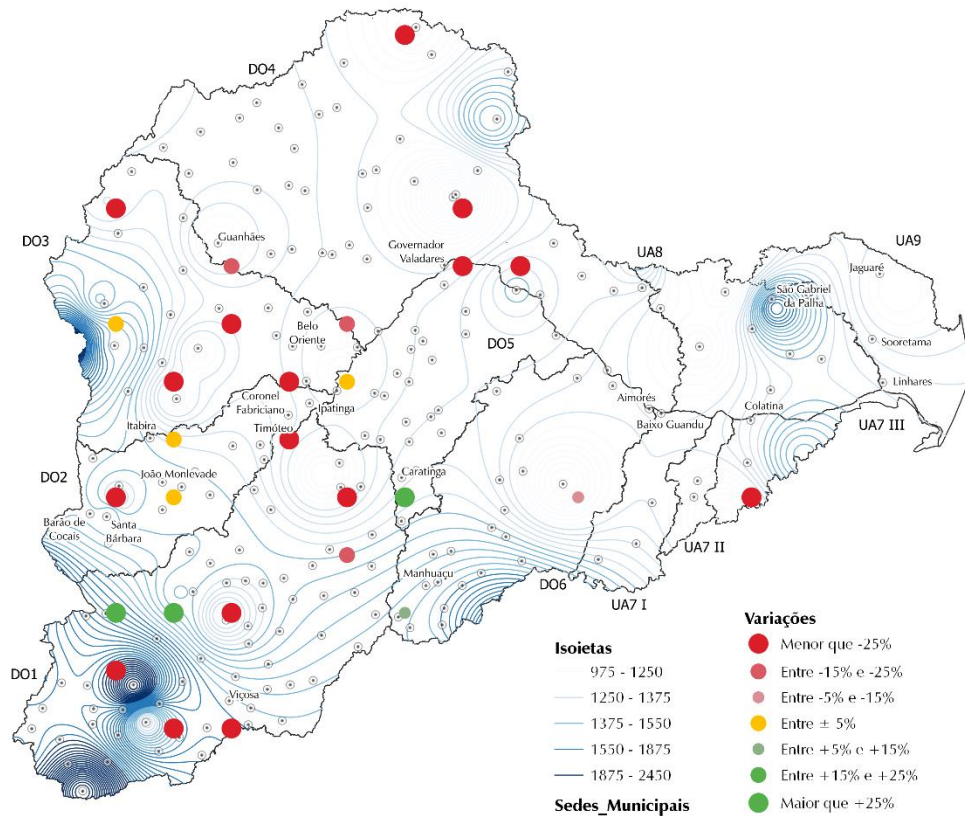 DO4
DO3
Guanhães
Governador
Valadares
UA8
UA9
Jaguaré
São Gabriel
da Palha
Belo
Oriente
DO5
Sooretama
Coronel
Fabriciano
Ipatinga
Aimorés
Linhares
Itabira
Timóteo
Baixo Guandu
Colatina
UA7 III
DO2
João Monlevade
Caratinga
Barão de
Cocais
Santa
Bárbara
UA7 II
Manhuaçu
DO6
UA7 I
DO1
Viçosa
Isoietas
975 - 1250
1250 - 1375
1375 - 1550
1550 - 1875
1875 - 2450
Sedes_Municipais
Variações
Menor que -25%
Entre -15% e -25%
Entre -5% e -15%
Entre ± 5%
Entre +5% e +15%
Entre +15% e +25%
Maior que +25%